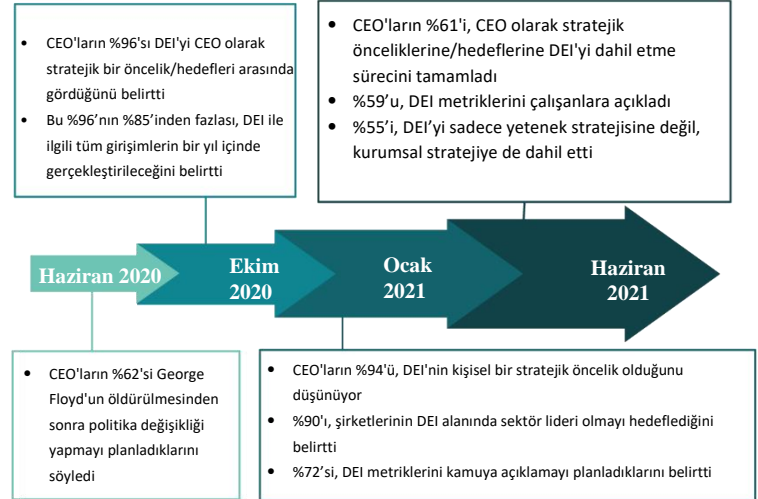 • CEO'ların %96'sı DEI'yi CEO olarak
stratejik bir öncelik/hedefleri arasında
gördüğünü belirtti
• Bu %96’nın %85’inden fazlası, DEI ile
ilgili tüm girişimlerin bir yıl içinde
gerçekleştirileceğini belirtti
• CEO'ların %61'i, CEO olarak stratejik
önceliklerine/hedeflerine DEI'yi dahil etme
sürecini tamamladı
• %59’u, DEI metriklerini çalışanlara açıkladı
• %55’i, DEI’yi sadece yetenek stratejisine değil,
kurumsal stratejiye de dahil etti
Haziran 2020
Ekim
2020
Ocak
2021
Haziran
2021
• CEO'ların %62'si George
Floyd'un öldürülmesinden
sonra politika değişikliği
yapmayı planladıklarını
söyledi
• CEO'ların %94'ü, DEI'nin kişisel bir stratejik öncelik olduğunu
düşünüyor
• %90'ı, şirketlerinin DEI alanında sektör lideri olmayı hedeflediğini
belirtti
• %72’si, DEI metriklerini kamuya açıklamayı planladıklarını belirtti